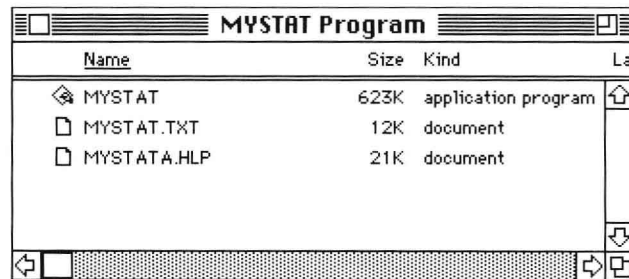 MYSTAT Program
Name Size Kind La
MYSTAT 623K application program
MYSTAT.TXT 12K document
MYSTATA.HLP 21K document